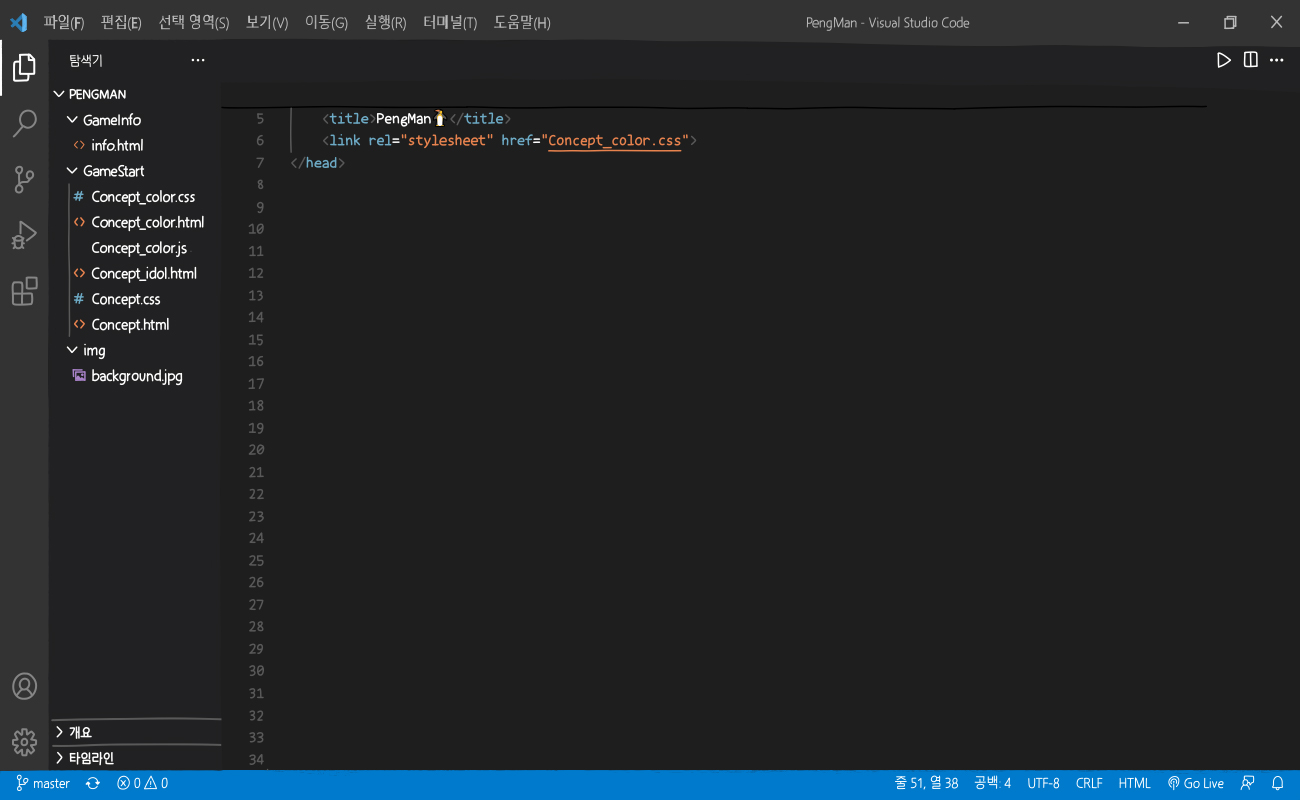 파일(F) 편집(E) 선택 영역(S) 보기(V) 이동(G) 실행(R) 터미널(T) 도움말(H) PengMan - Visual Studio Code
탐색기 ···
PENGMAN
GameInfo
<> info.html
GameStart
# Concept_color.css
<> Concept_color.html
Concept_color.js
<> Concept_idol.html
# Concept.css
<> Concept.html
img
background.jpg
개요
타임라인
5 <title>PengMan🐧</title>
6 <link rel="stylesheet" href="Concept_color.css">
7 </head>
8
9
10
11
12
13
14
15
16
17
18
19
20
21
22
23
24
25
26
27
28
29
30
31
32
33
34
master 0 0 줄 51, 열 38 공백: 4 UTF-8 CRLF HTML Go Live